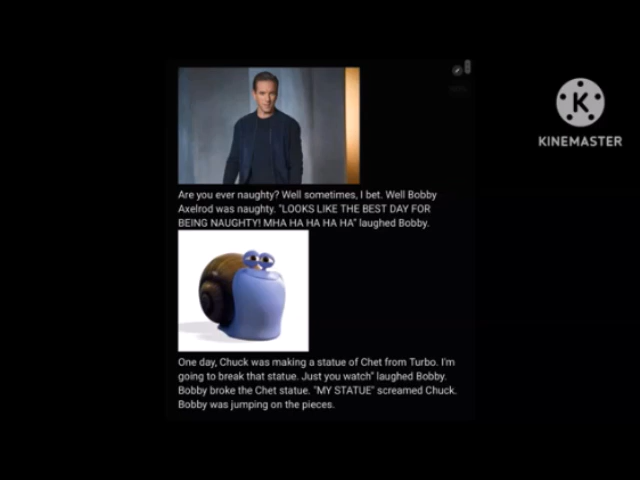 K
KINEMASTER
Are you ever naughty? Well sometimes, I bet. Well Bobby
Axelrod was naughty. "LOOKS LIKE THE BEST DAY FOR
BEING NAUGHTY! MHA HA HA HA HA" laughed Bobby.
One day, Chuck was making a statue of Chet from Turbo. I'm
going to break that statue. Just you watch" laughed Bobby.
Bobby broke the Chet statue. "MY STATUE" screamed Chuck.
Bobby was jumping on the pieces.